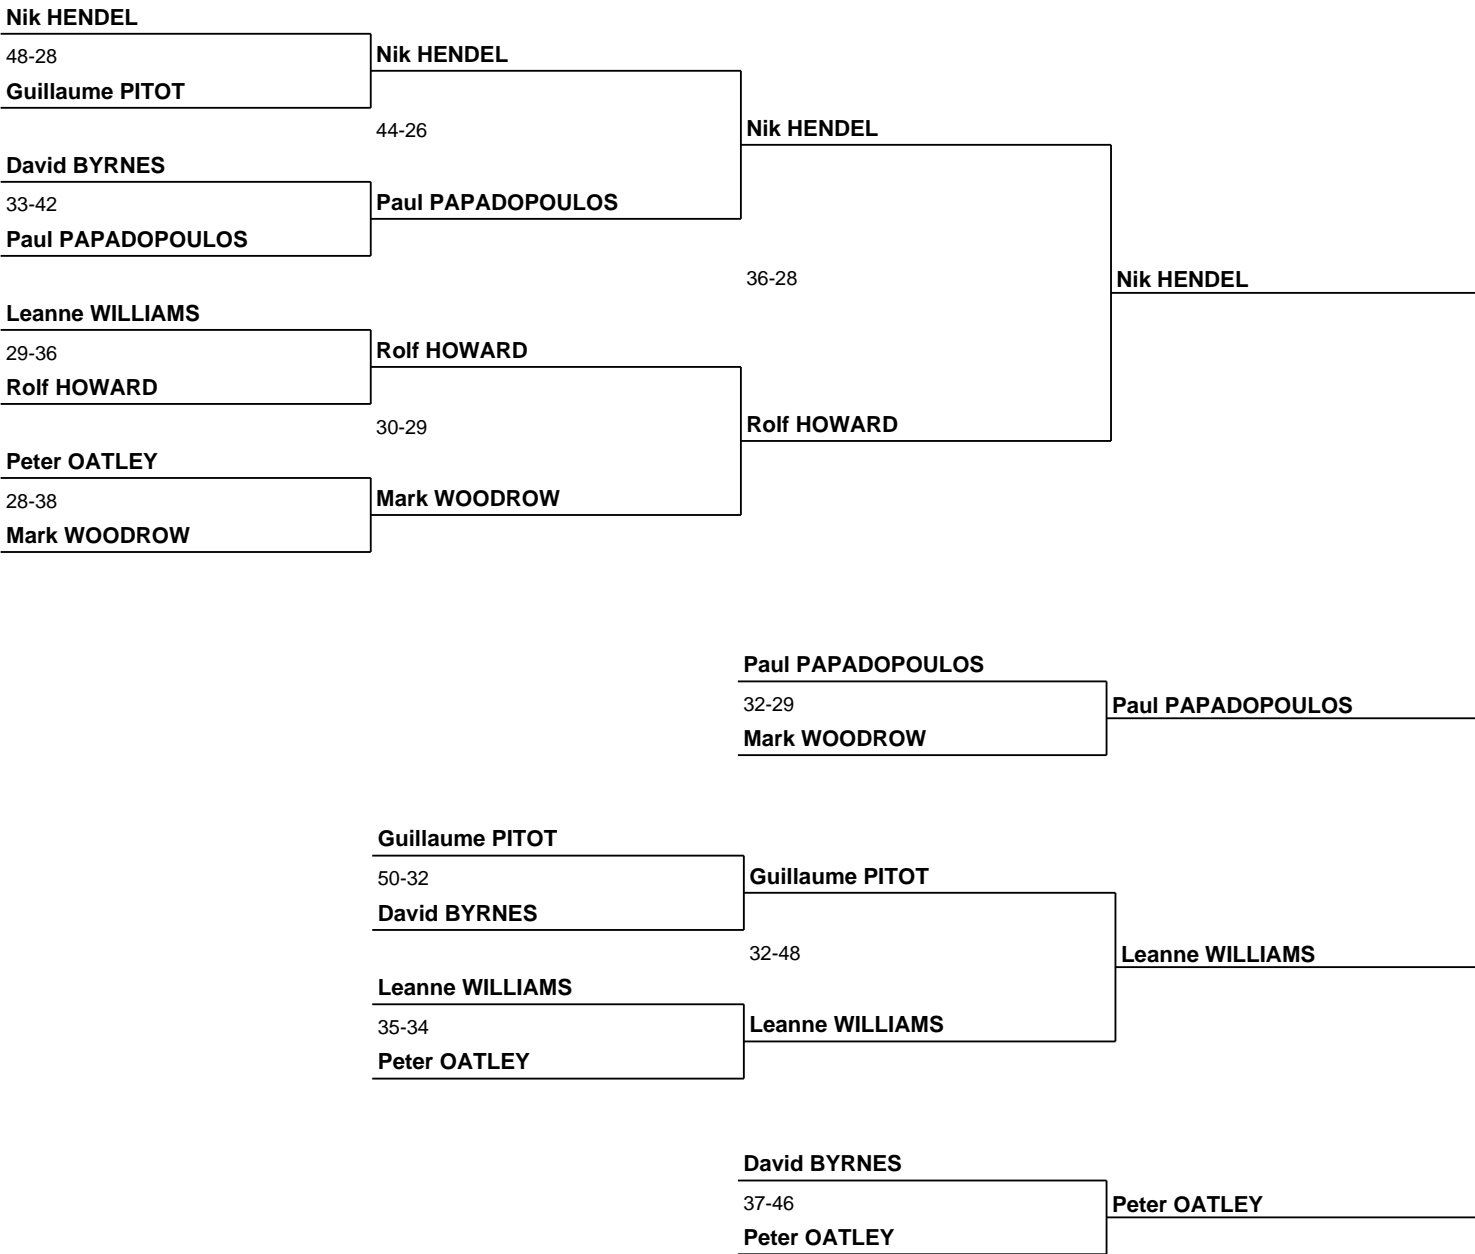 Nik HENDEL
48-28
Guillaume PITOT
Nik HENDEL
44-26
Nik HENDEL
David BYRNES
33-42
Paul PAPADOPOULOS
Paul PAPADOPOULOS
36-28
Nik HENDEL
Leanne WILLIAMS
29-36
Rolf HOWARD
Rolf HOWARD
30-29
Rolf HOWARD
Peter OATLEY
28-38
Mark WOODROW
Mark WOODROW
Paul PAPADOPOULOS
32-29
Mark WOODROW
Paul PAPADOPOULOS
Guillaume PITOT
50-32
David BYRNES
Guillaume PITOT
32-48
Leanne WILLIAMS
Leanne WILLIAMS
35-34
Peter OATLEY
Leanne WILLIAMS
David BYRNES
37-46
Peter OATLEY
Peter OATLEY